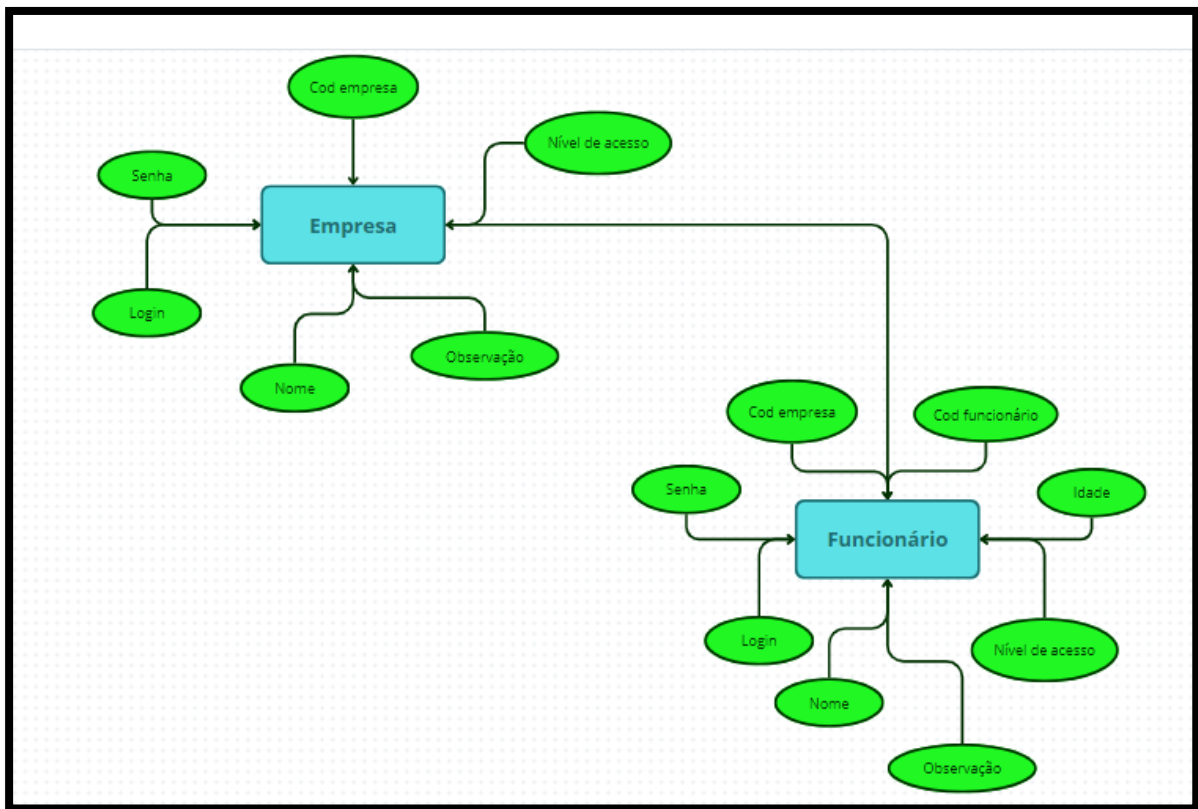 Cod empresa
Nível de acesso
Senha
Empresa
Login
Observação
Nome
Cod empresa
Cod funcionário
Senha
Idade
Funcionário
Login
Nível de acesso
Nome
Observação